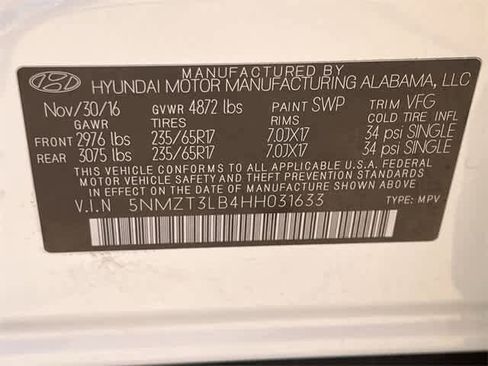 MANUFACTURED BY
HYUNDAI MOTOR MANUFACTURING ALABAMA, LLC
Nov/30/16 GVWR 4872 lbs PAINT SWP TRIM VFG
GAWR TIRES RIMS COLD TIRE INFL
FRONT 2976 lbs 235/65R17 7.0JX17 34 psi SINGLE
REAR 3075 lbs 235/65R17 7.0JX17 34 psi SINGLE
THIS VEHICLE CONFORMS TO ALL APPLICABLE U.S.A. FEDERAL
MOTOR VEHICLE SAFETY AND THEFT PREVENTION STANDARDS
IN EFFECT ON THE DATE OF MANUFACTURE SHOWN ABOVE.
V.I.N 5NMZT3LB4HH031633 TYPE: MPV